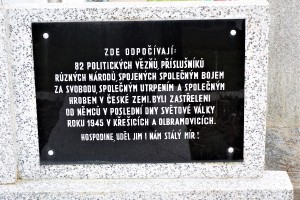 ZDE ODPOČÍVAJÍ:
82 POLITICKÝCH VĚZŇŮ, PŘÍSLUŠNÍKŮ
RŮZNÝCH NÁRODŮ, SPOJENÝCH SPOLEČNÝM BOJEM
ZA SVOBODU, SPOLEČNÝM UTRPENÍM A SPOLEČNÝM
HROBEM V ČESKÉ ZEMI. BYLI ZASTŘELENI
OD NĚMCŮ V POSLEDNÍ DNY SVĚTOVÉ VÁLKY
ROKU 1945 V KŘEŠICÍCH A OLBRAMOVICÍCH.
HOSPODINE, UDĚL JIM I NÁM STÁLÝ MÍR!